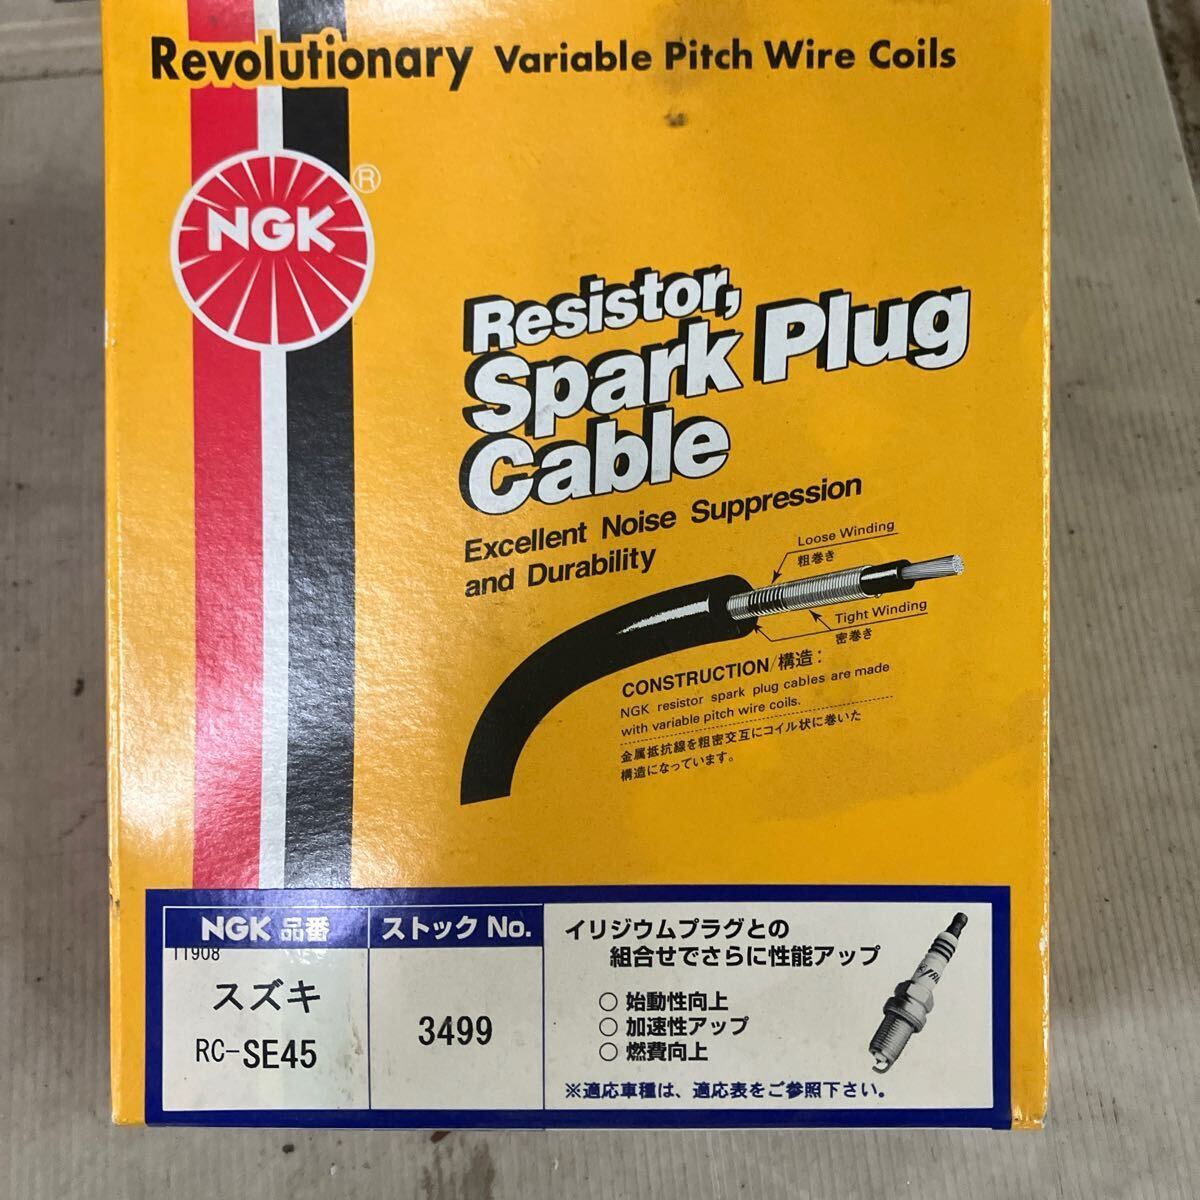 Revolutionary Variable Pitch Wire Coils
NGK
®
Resistor,
Spark Plug
Cable
Excellent Noise Suppression
and Durability
Loose Winding
粗巻き
Tight Winding
密巻き
CONSTRUCTION/構造:
NGK resistor spark plug cables are made
with variable pitch wire coils.
金属抵抗線を粗密交互にコイル状に巻いた
構造になっています。
NGK 品番
ストック No.
11908
スズキ
RC-SE45
3499
イリジウムプラグとの
組合せでさらに性能アップ
○ 始動性向上
○ 加速性アップ
○ 燃費向上
※適応車種は、適応表をご参照下さい。